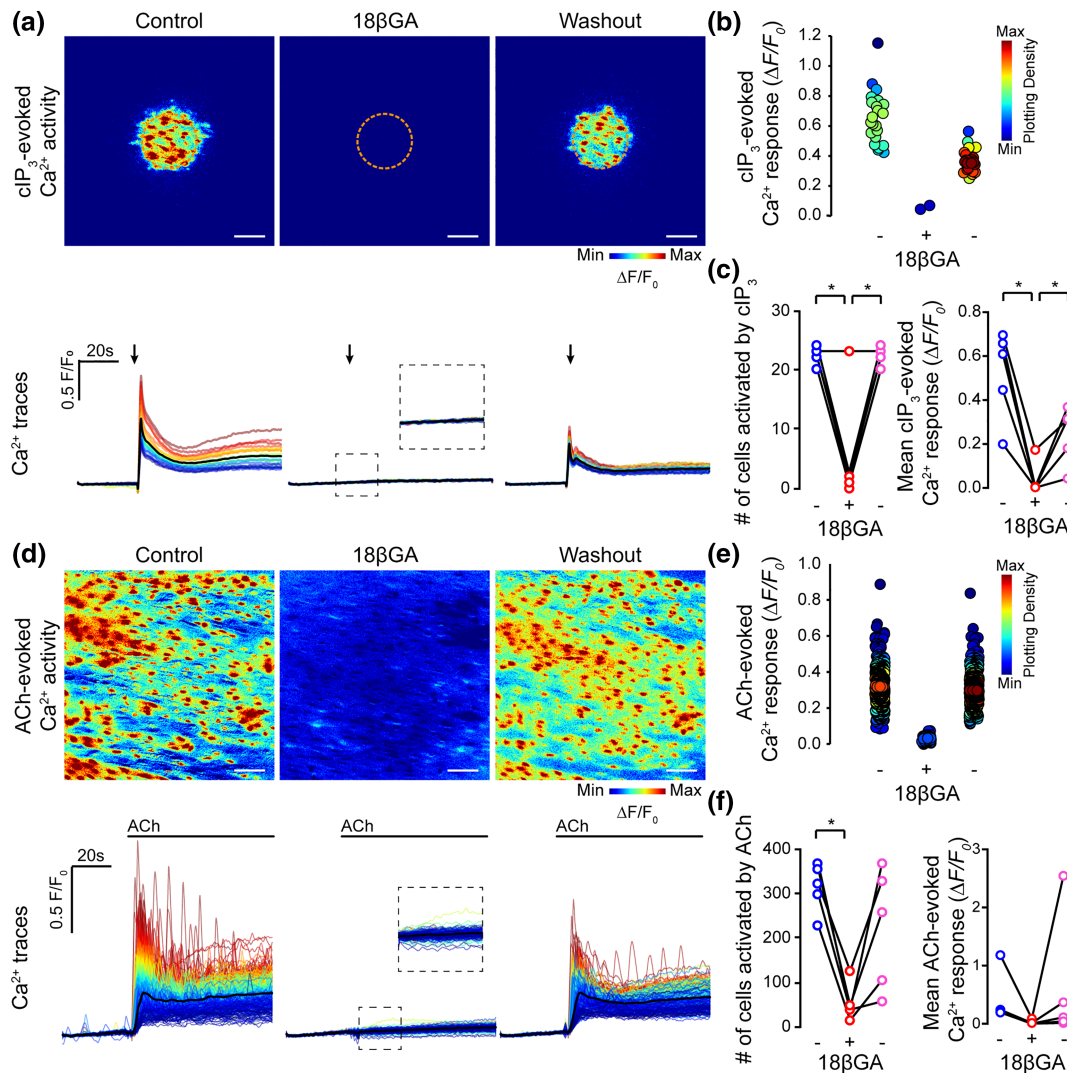 (a)
Control
18βGA
Washout
cIP3-evoked
Ca2+ activity
Min
Max
ΔF/F0
20s
0.5 F/F0
Ca2+ traces
(b)
cIP3-evoked
Ca2+ response (ΔF/F0)
1.2
1.0
0.8
0.6
0.4
0.2
0.0
- + -
18βGA
Max
Min
Plotting Density
(c)
# of cells activated by cIP3
30
20
10
0
* *
- + -
18βGA
Mean cIP3-evoked
Ca2+ response (ΔF/F0)
0.8
0.6
0.4
0.2
0.0
* *
- + -
18βGA
(d)
Control
18βGA
Washout
ACh-evoked
Ca2+ activity
Min
Max
ΔF/F0
ACh
ACh
ACh
20s
0.5 F/F0
Ca2+ traces
(e)
ACh-evoked
Ca2+ response (ΔF/F0)
1.0
0.8
0.6
0.4
0.2
0.0
- + -
18βGA
Max
Min
Plotting Density
(f)
# of cells activated by ACh
400
300
200
100
0
*
- + -
18βGA
Mean ACh-evoked
Ca2+ response (ΔF/F0)
3
2
1
0
- + -
18βGA